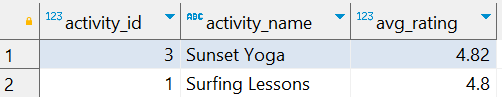 123 activity_id ABC activity_name 123 avg_rating
1 3 Sunset Yoga 4.82
2 1 Surfing Lessons 4.8